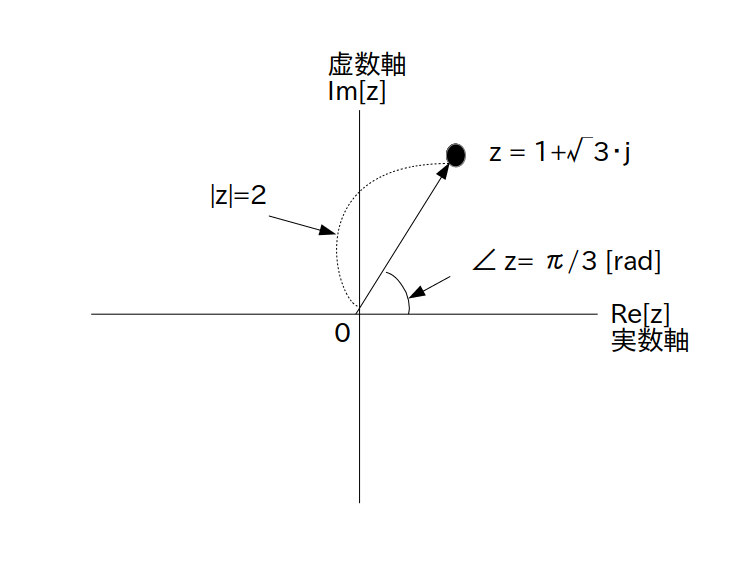 虚数軸
Im[z]
z = 1+√3・j
|z|=2
∠ z= π/3 [rad]
Re[z]
実数軸
0